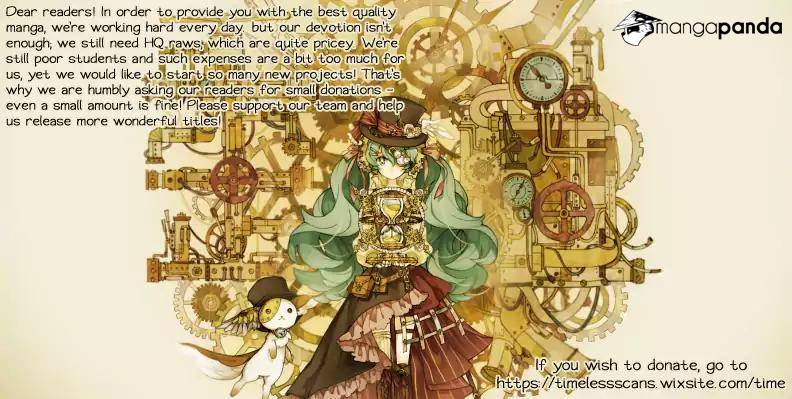 Dear readers! In order to provide you with the best quality
manga, we're working hard every day. but our devotion isn't
enough, we still need HQ raws, which are quite pricey. We're
still poor students and such expenses are a bit too much for
us, yet we would like to start so many new projects! That's
why we are humbly asking our readers for small donations -
even a small amount is fine! Please support our team and help
us release more wonderful titles!
mangapanda
If you wish to donate, go to
https://timelessscans.wixsite.com/time